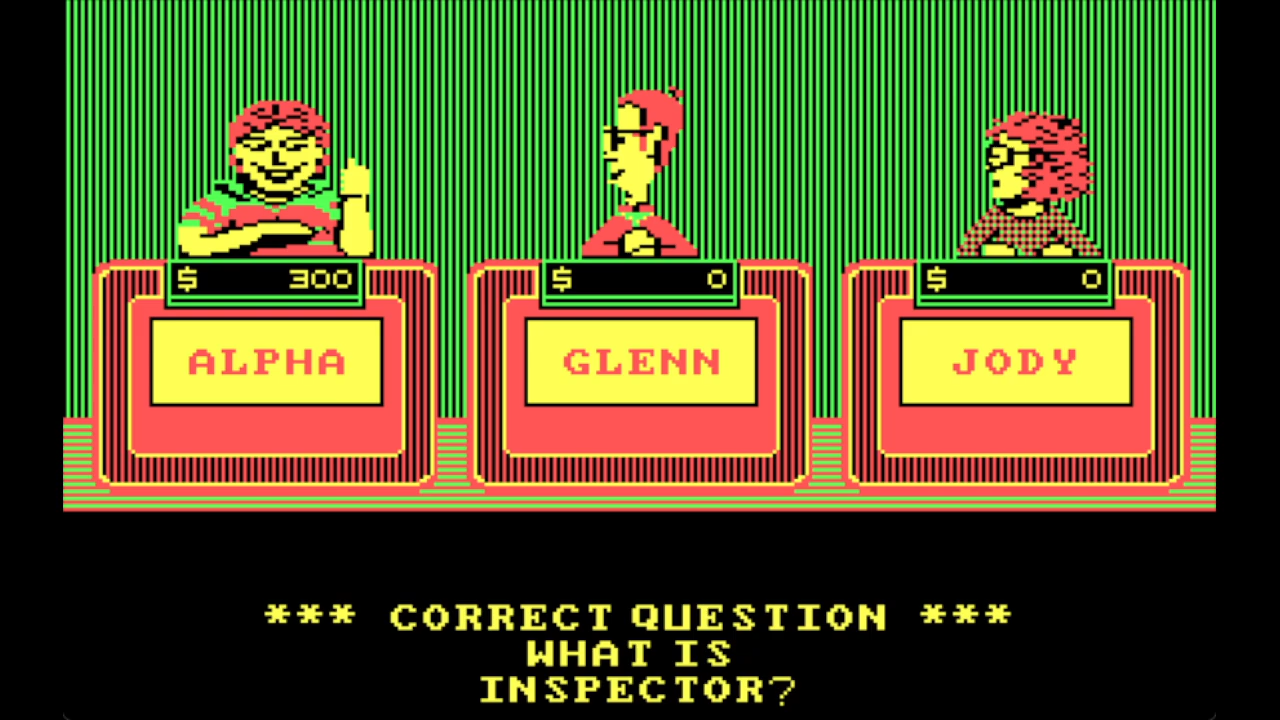 $ 300 $ 0 $ 0
ALPHA GLENN JODY
*** CORRECT QUESTION ***
WHAT IS
INSPECTOR?